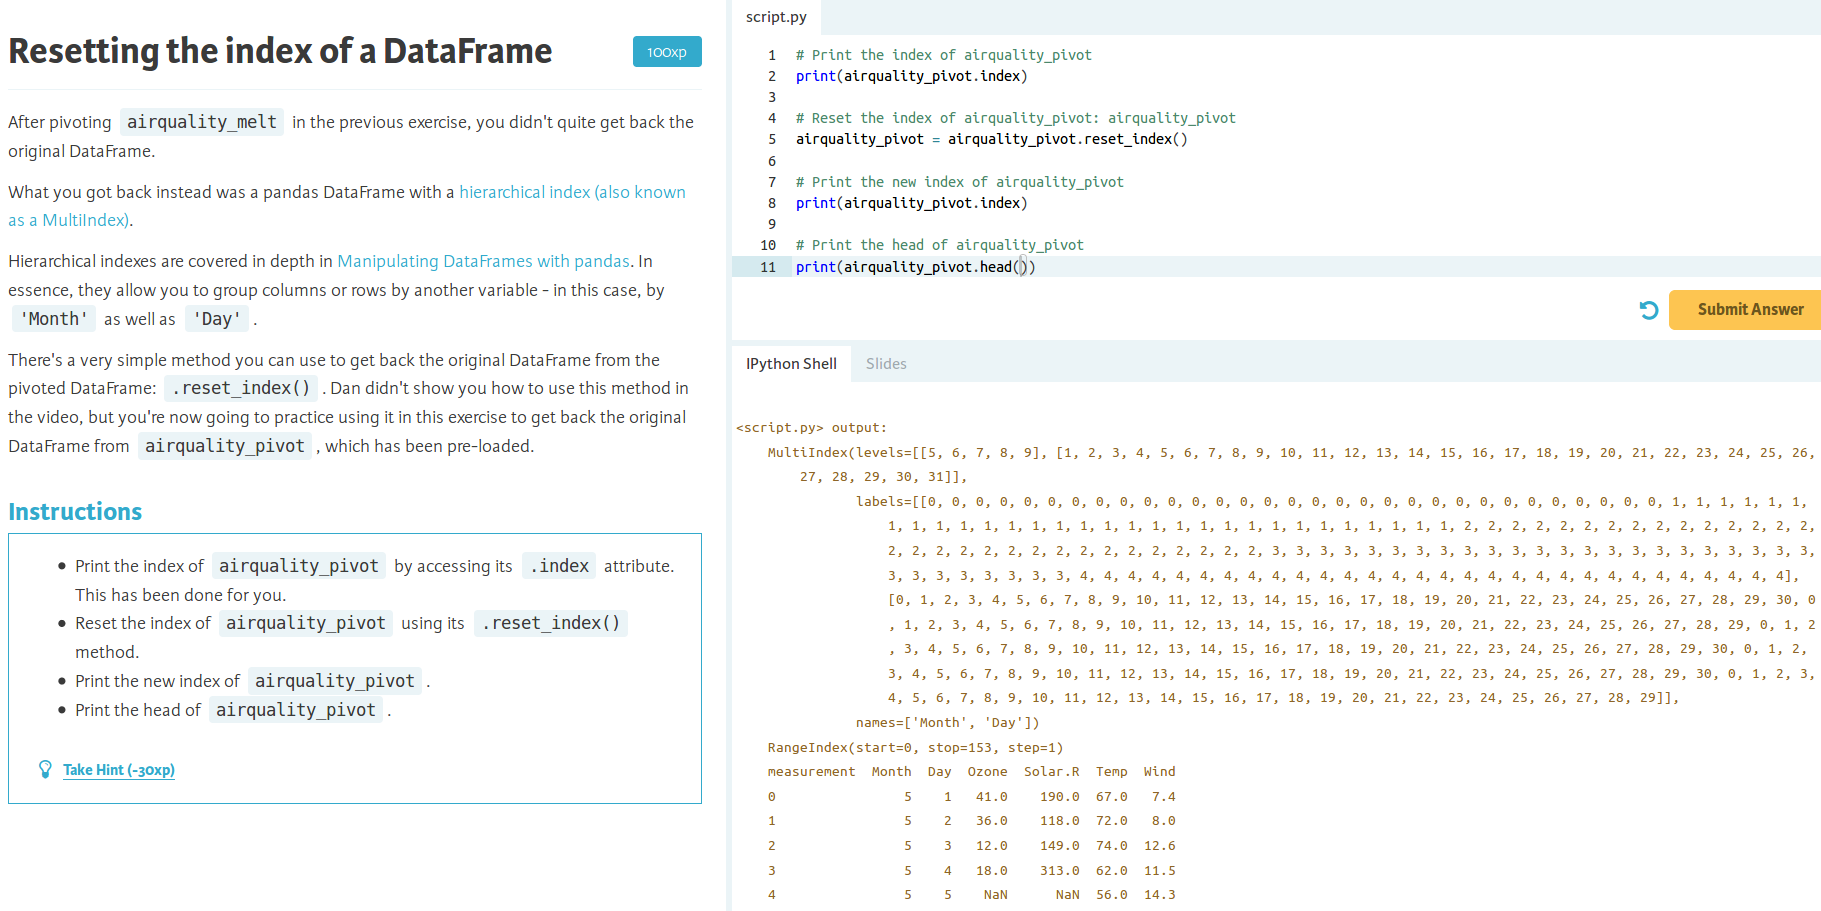 Resetting the index of a DataFrame
100xp
After pivoting airquality_melt in the previous exercise, you didn't quite get back the
original DataFrame.
What you got back instead was a pandas DataFrame with a hierarchical index (also known
as a MultiIndex).
Hierarchical indexes are covered in depth in Manipulating DataFrames with pandas. In
essence, they allow you to group columns or rows by another variable - in this case, by
'Month' as well as 'Day' .
There's a very simple method you can use to get back the original DataFrame from the
pivoted DataFrame: .reset_index() . Dan didn't show you how to use this method in
the video, but you're now going to practice using it in this exercise to get back the original
DataFrame from airquality_pivot , which has been pre-loaded.
Instructions
• Print the index of airquality_pivot by accessing its .index attribute.
This has been done for you.
• Reset the index of airquality_pivot using its .reset_index()
method.
• Print the new index of airquality_pivot .
• Print the head of airquality_pivot .
Take Hint (-30xp)
script.py
1 # Print the index of airquality_pivot
2 print(airquality_pivot.index)
3
4 # Reset the index of airquality_pivot: airquality_pivot
5 airquality_pivot = airquality_pivot.reset_index()
6
7 # Print the new index of airquality_pivot
8 print(airquality_pivot.index)
9
10 # Print the head of airquality_pivot
11 print(airquality_pivot.head())
Submit Answer
IPython Shell Slides
<script.py> output:
MultiIndex(levels=[[5, 6, 7, 8, 9], [1, 2, 3, 4, 5, 6, 7, 8, 9, 10, 11, 12, 13, 14, 15, 16, 17, 18, 19, 20, 21, 22, 23, 24, 25, 26,
27, 28, 29, 30, 31]],
labels=[[0, 0, 0, 0, 0, 0, 0, 0, 0, 0, 0, 0, 0, 0, 0, 0, 0, 0, 0, 0, 0, 0, 0, 0, 0, 0, 0, 0, 0, 0, 0, 1, 1, 1, 1, 1, 1,
1, 1, 1, 1, 1, 1, 1, 1, 1, 1, 1, 1, 1, 1, 1, 1, 1, 1, 1, 1, 1, 1, 1, 1, 2, 2, 2, 2, 2, 2, 2, 2, 2, 2, 2, 2, 2, 2, 2,
2, 2, 2, 2, 2, 2, 2, 2, 2, 2, 2, 2, 2, 2, 2, 2, 3, 3, 3, 3, 3, 3, 3, 3, 3, 3, 3, 3, 3, 3, 3, 3, 3, 3, 3, 3, 3, 3, 3,
3, 3, 3, 3, 3, 3, 3, 3, 4, 4, 4, 4, 4, 4, 4, 4, 4, 4, 4, 4, 4, 4, 4, 4, 4, 4, 4, 4, 4, 4, 4, 4, 4, 4, 4, 4, 4, 4],
[0, 1, 2, 3, 4, 5, 6, 7, 8, 9, 10, 11, 12, 13, 14, 15, 16, 17, 18, 19, 20, 21, 22, 23, 24, 25, 26, 27, 28, 29, 30, 0
, 1, 2, 3, 4, 5, 6, 7, 8, 9, 10, 11, 12, 13, 14, 15, 16, 17, 18, 19, 20, 21, 22, 23, 24, 25, 26, 27, 28, 29, 0, 1, 2
, 3, 4, 5, 6, 7, 8, 9, 10, 11, 12, 13, 14, 15, 16, 17, 18, 19, 20, 21, 22, 23, 24, 25, 26, 27, 28, 29, 30, 0, 1, 2,
3, 4, 5, 6, 7, 8, 9, 10, 11, 12, 13, 14, 15, 16, 17, 18, 19, 20, 21, 22, 23, 24, 25, 26, 27, 28, 29, 30, 0, 1, 2, 3,
4, 5, 6, 7, 8, 9, 10, 11, 12, 13, 14, 15, 16, 17, 18, 19, 20, 21, 22, 23, 24, 25, 26, 27, 28, 29]],
names=['Month', 'Day'])
RangeIndex(start=0, stop=153, step=1)
measurement Month Day Ozone Solar.R Temp Wind
0 5 1 41.0 190.0 67.0 7.4
1 5 2 36.0 118.0 72.0 8.0
2 5 3 12.0 149.0 74.0 12.6
3 5 4 18.0 313.0 62.0 11.5
4 5 5 NaN NaN 56.0 14.3